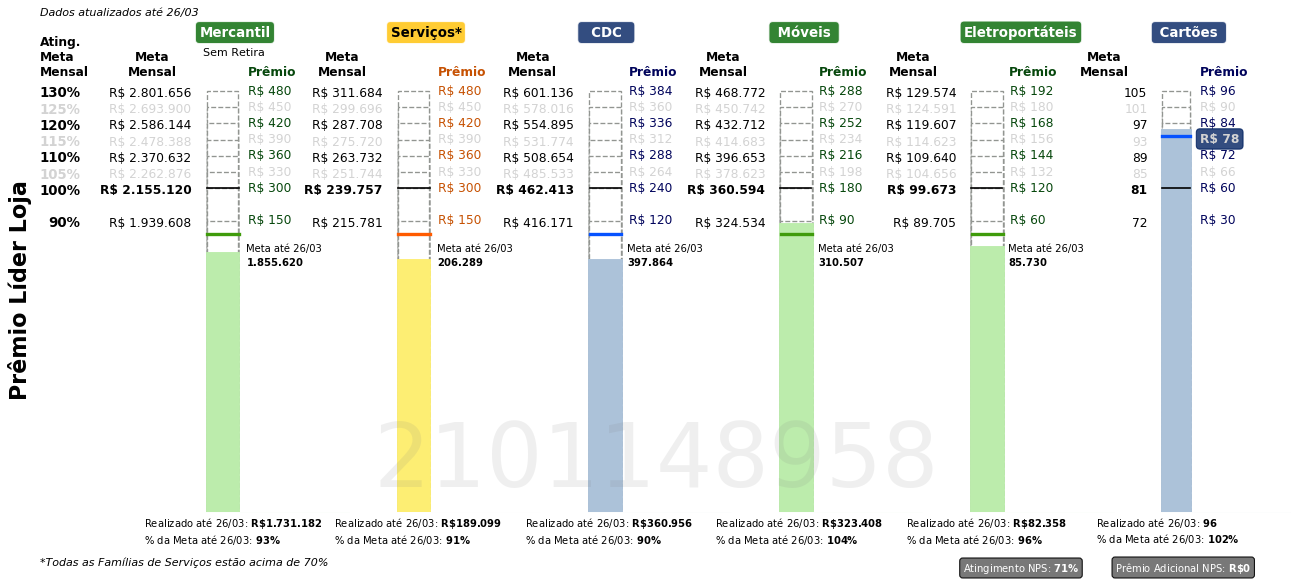 Dados atualizados até 26/03
Mercantil Serviços* CDC Móveis Eletroportáteis Cartões
Sem Retira
Ating. Meta Mensal
Meta Mensal Prêmio Meta Mensal Prêmio Meta Mensal Prêmio Meta Mensal Prêmio Meta Mensal Prêmio Meta Mensal Prêmio
130% R$ 2.801.656 R$ 480 R$ 311.684 R$ 480 R$ 601.136 R$ 384 R$ 468.772 R$ 288 R$ 129.574 R$ 192 105 R$ 96
125% R$ 2.693.900 R$ 450 R$ 299.696 R$ 450 R$ 578.016 R$ 360 R$ 450.742 R$ 270 R$ 124.591 R$ 180 101 R$ 90
120% R$ 2.586.144 R$ 420 R$ 287.708 R$ 420 R$ 554.895 R$ 336 R$ 432.712 R$ 252 R$ 119.607 R$ 168 97 R$ 84
115% R$ 2.478.388 R$ 390 R$ 275.720 R$ 390 R$ 531.774 R$ 312 R$ 414.683 R$ 234 R$ 114.623 R$ 156 93 R$ 78
110% R$ 2.370.632 R$ 360 R$ 263.732 R$ 360 R$ 508.654 R$ 288 R$ 396.653 R$ 216 R$ 109.640 R$ 144 89 R$ 72
105% R$ 2.262.876 R$ 330 R$ 251.744 R$ 330 R$ 485.533 R$ 264 R$ 378.623 R$ 198 R$ 104.656 R$ 132 85 R$ 66
100% R$ 2.155.120 R$ 300 R$ 239.757 R$ 300 R$ 462.413 R$ 240 R$ 360.594 R$ 180 R$ 99.673 R$ 120 81 R$ 60
90% R$ 1.939.608 R$ 150 R$ 215.781 R$ 150 R$ 416.171 R$ 120 R$ 324.534 R$ 90 R$ 89.705 R$ 60 72 R$ 30
Meta até 26/03 Meta até 26/03 Meta até 26/03 Meta até 26/03 Meta até 26/03
1.855.620 206.289 397.864 310.507 85.730
Prêmio Líder Loja
2101148958
Realizado até 26/03: R$1.731.182 Realizado até 26/03: R$189.099 Realizado até 26/03: R$360.956 Realizado até 26/03: R$323.408 Realizado até 26/03: R$82.358 Realizado até 26/03: 96
% da Meta até 26/03: 93% % da Meta até 26/03: 91% % da Meta até 26/03: 90% % da Meta até 26/03: 104% % da Meta até 26/03: 96% % da Meta até 26/03: 102%
*Todas as Famílias de Serviços estão acima de 70%
Atingimento NPS: 71% Prêmio Adicional NPS: R$0